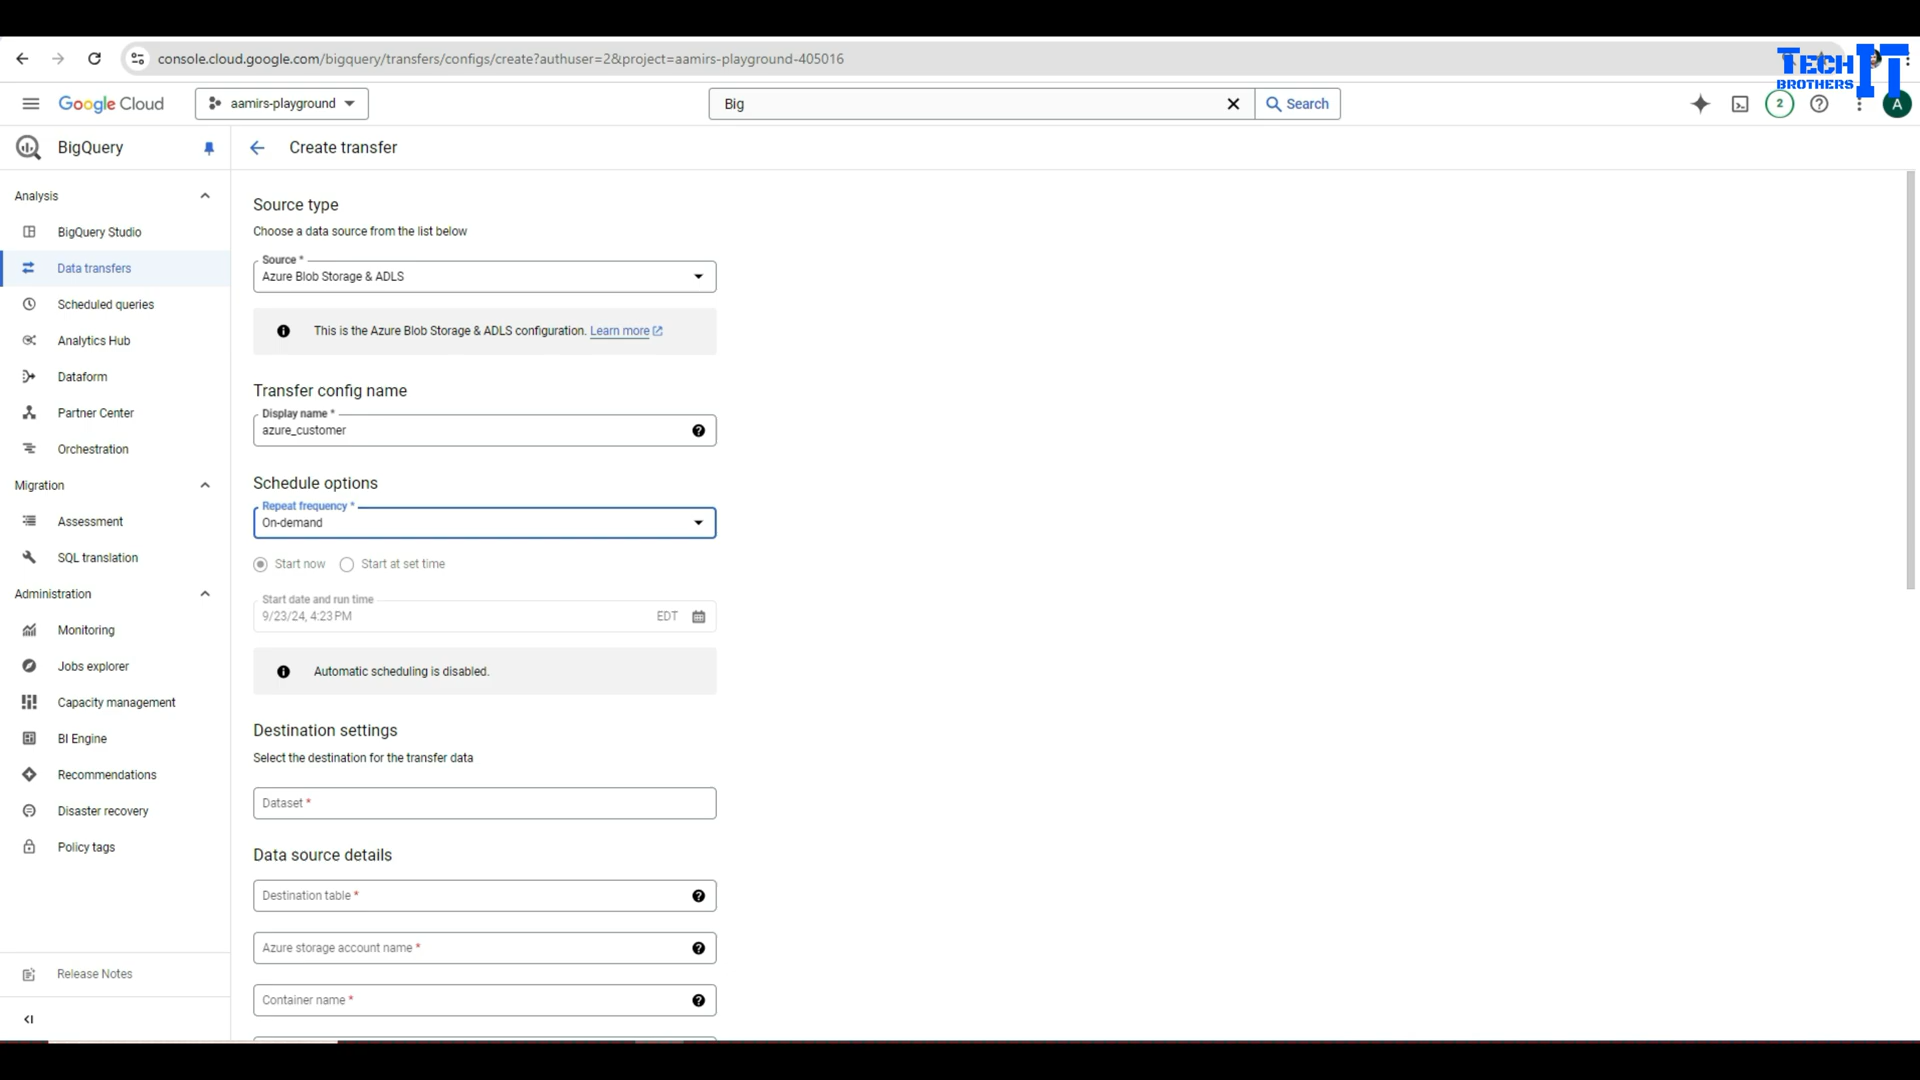 console.cloud.google.com/bigquery/transfers/configs/create?authuser=2&project=aamirs-playground-405016
TECH
BROTHERS
IT
Google Cloud
aamirs-playground
Big
Search
2
A
BigQuery
Create transfer
Analysis
BigQuery Studio
Data transfers
Scheduled queries
Analytics Hub
Dataform
Partner Center
Orchestration
Migration
Assessment
SQL translation
Administration
Monitoring
Jobs explorer
Capacity management
BI Engine
Recommendations
Disaster recovery
Policy tags
Release Notes
Source type
Choose a data source from the list below
Source *
Azure Blob Storage & ADLS
This is the Azure Blob Storage & ADLS configuration. Learn more
Transfer config name
Display name *
azure_customer
Schedule options
Repeat frequency *
On-demand
Start now Start at set time
Start date and run time
9/23/24, 4:23 PM EDT
Automatic scheduling is disabled.
Destination settings
Select the destination for the transfer data
Dataset *
Data source details
Destination table *
Azure storage account name *
Container name *